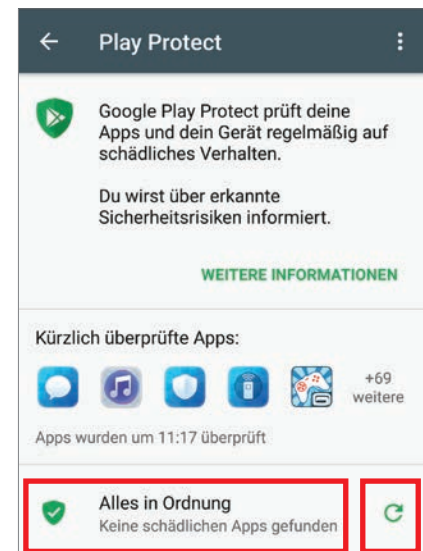 Play Protect
Google Play Protect prüft deine
Apps und dein Gerät regelmäßig auf
schädliches Verhalten.
Du wirst über erkannte
Sicherheitsrisiken informiert.
WEITERE INFORMATIONEN
Kürzlich überprüfte Apps:
+69
weitere
Apps wurden um 11:17 überprüft
Alles in Ordnung
Keine schädlichen Apps gefunden